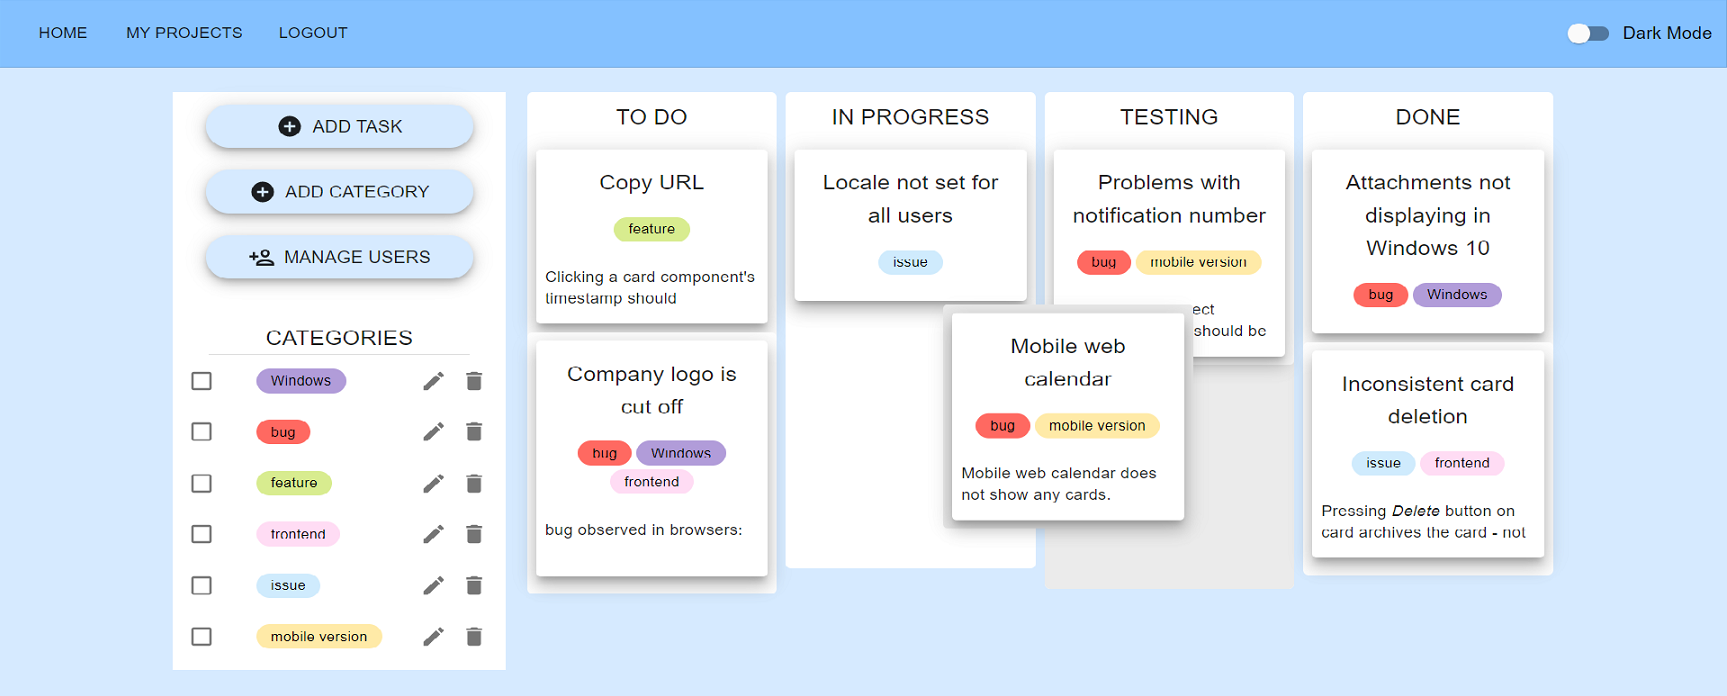 HOME
MY PROJECTS
LOGOUT
Dark Mode
ADD TASK
ADD CATEGORY
MANAGE USERS
CATEGORIES
Windows
bug
feature
frontend
issue
mobile version
TO DO
Copy URL
feature
Clicking a card component's
timestamp should
Company logo is
cut off
bug
Windows
frontend
bug observed in browsers:
IN PROGRESS
Locale not set for
all users
issue
Mobile web
calendar
bug
mobile version
Mobile web calendar does
not show any cards.
TESTING
Problems with
notification number
bug
mobile version
should be
DONE
Attachments not
displaying in
Windows 10
bug
Windows
Inconsistent card
deletion
issue
frontend
Pressing Delete button on
card archives the card - not